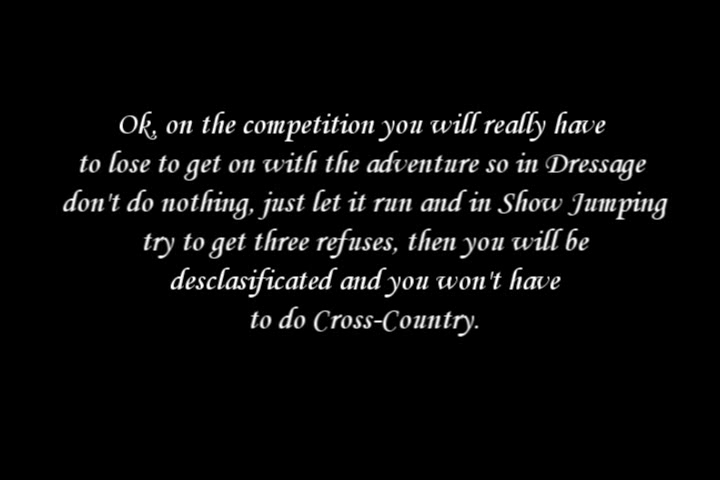 Ok, on the competition you will really have
to lose to get on with the adventure so in Dressage
don't do nothing, just let it run and in Show Jumping
try to get three refuses, then you will be
desclasificated and you won't have
to do Cross-Country.